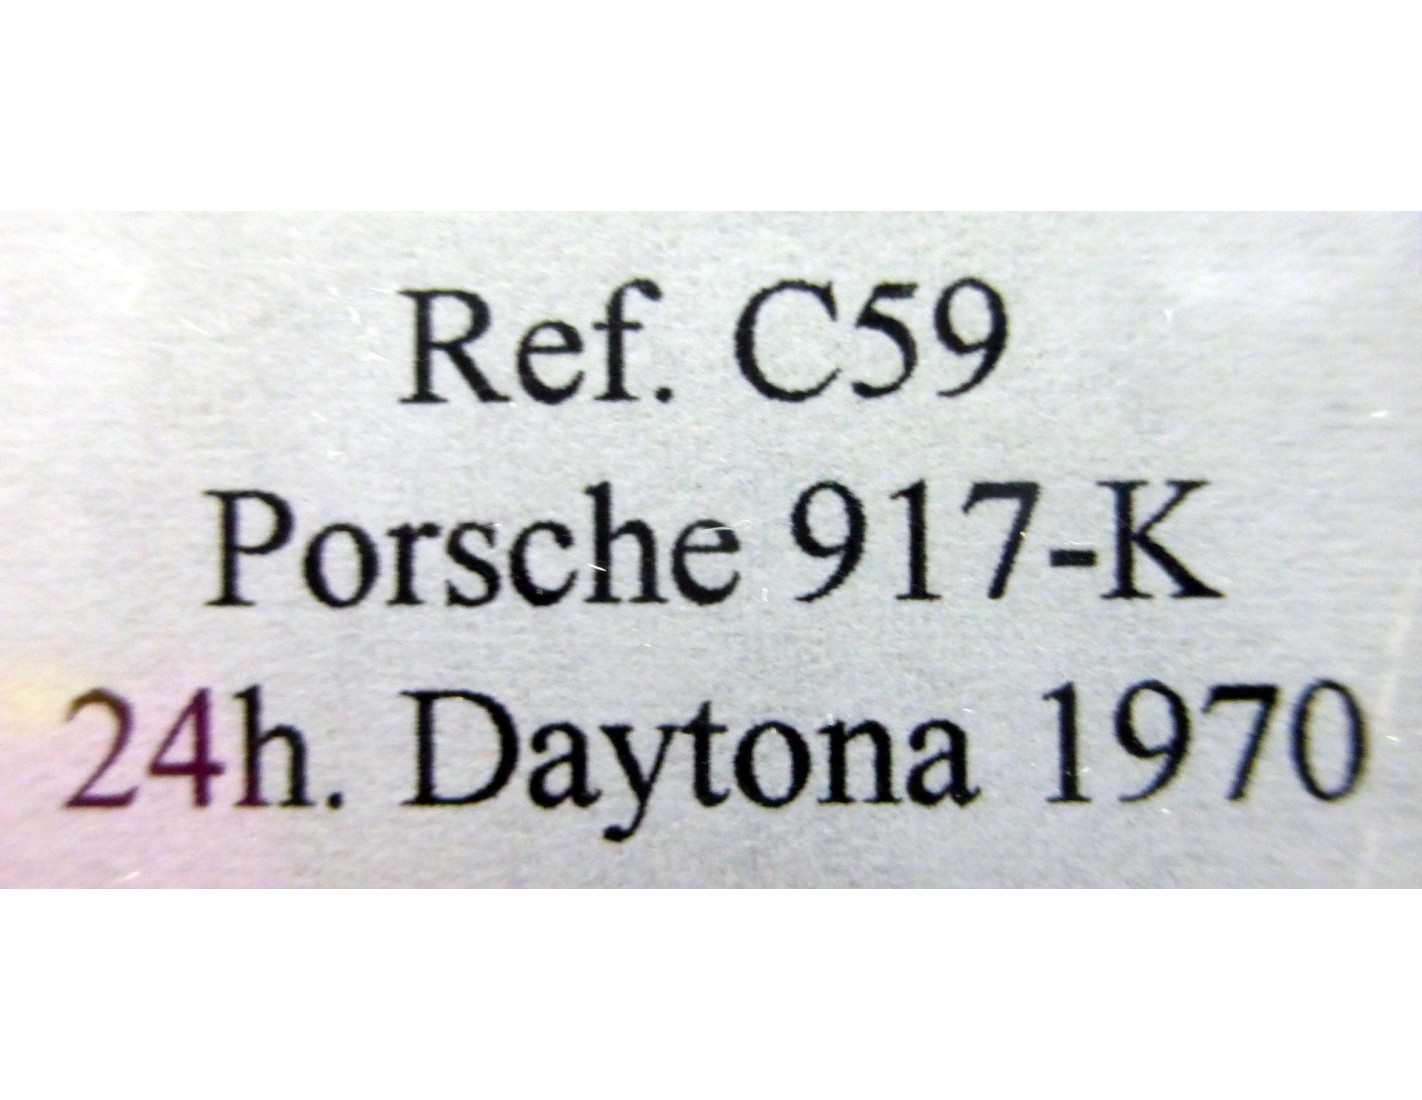 Ref. C59
Porsche 917-K
24h. Daytona 1970